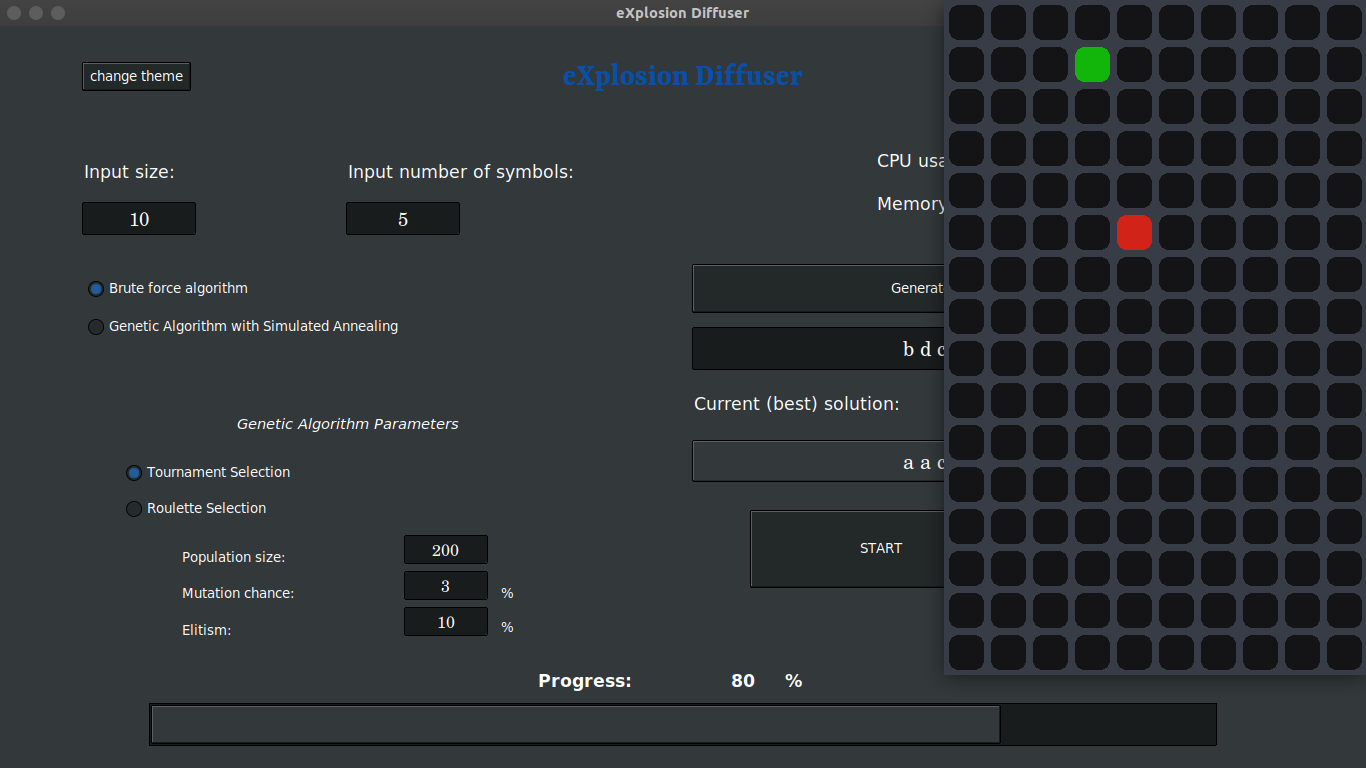 eXplosion Diffuser
change theme
eXplosion Diffuser
Input size:
Input number of symbols:
CPU usa
10
5
Memory
Brute force algorithm
Generat
Genetic Algorithm with Simulated Annealing
b d c
Current (best) solution:
Genetic Algorithm Parameters
a a c
Tournament Selection
Roulette Selection
START
Population size:
200
Mutation chance:
3
%
Elitism:
10
%
Progress:
80
%